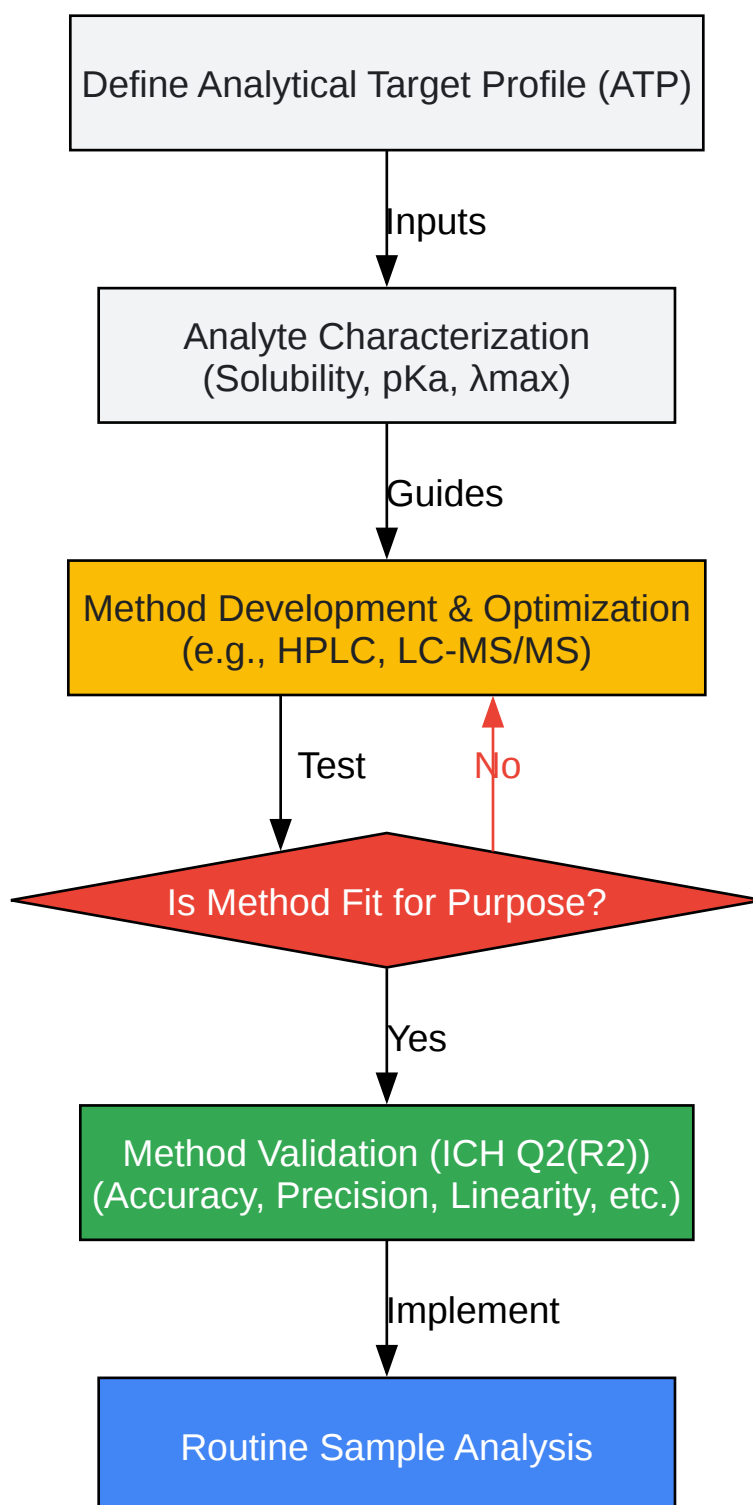 Define Analytical Target Profile (ATP)
Inputs
Analyte Characterization
(Solubility, pKa, λmax)
Guides
Method Development & Optimization
(e.g., HPLC, LC-MS/MS)
Test
No
Is Method Fit for Purpose?
Yes
Method Validation (ICH Q2(R2))
(Accuracy, Precision, Linearity, etc.)
Implement
Routine Sample Analysis